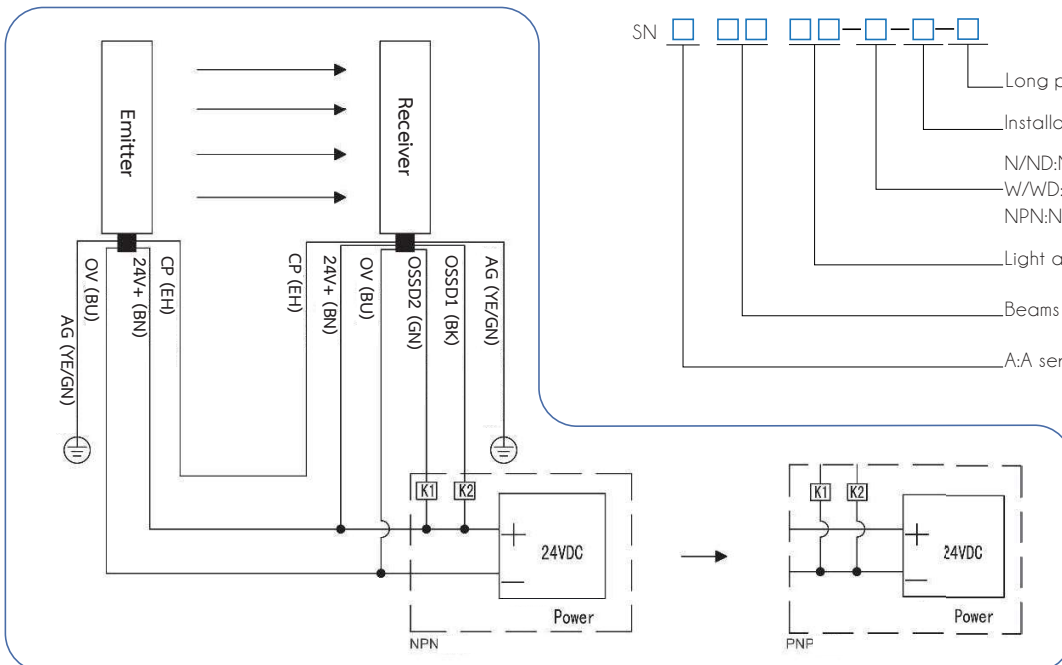 SN
Long p
Installa
N/ND:N
W/WD:
NPN:N
Light a
Beams
A:A ser
Emitter
Receiver
AG (YE/GN)
OV (BU)
24V+ (BN)
CP (EH)
CP (EH)
24V+ (BN)
OV (BU)
OSSD2 (GN)
OSSD1 (BK)
AG (YE/GN)
K1
K2
+
24VDC
—
Power
NPN
K1
K2
+
24VDC
—
Power
PNP